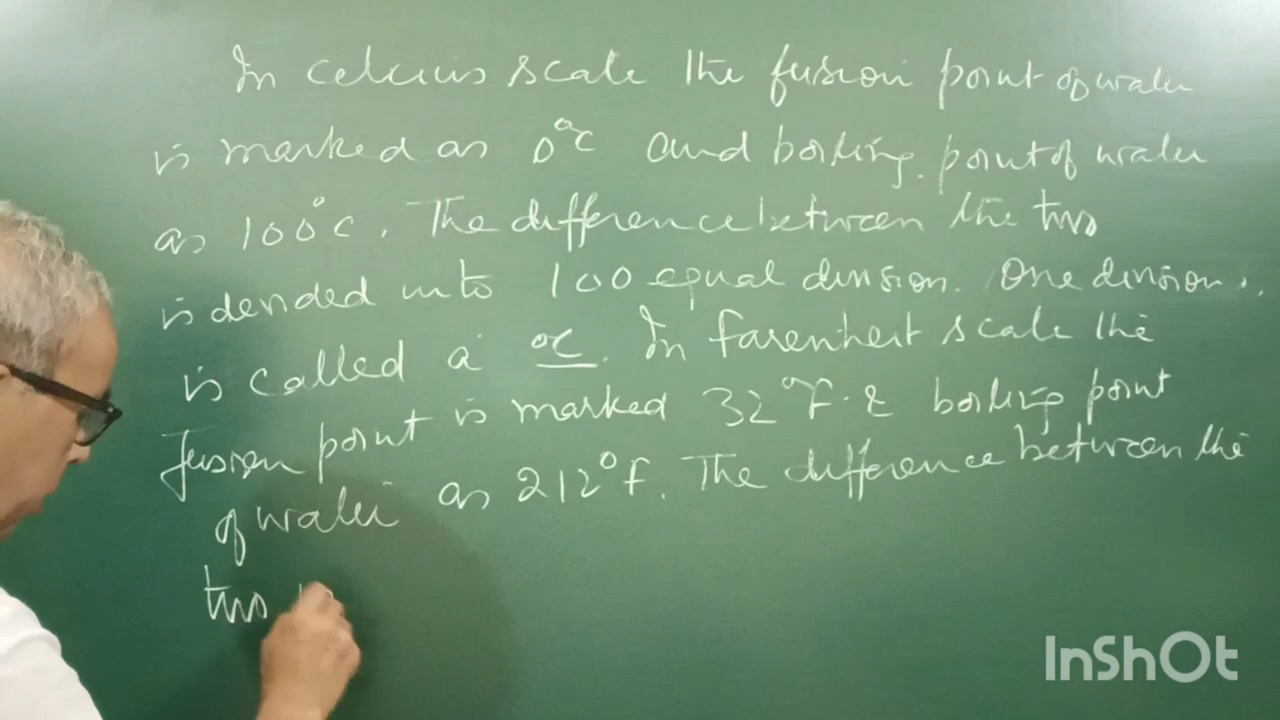 In celcius scale the fusion point of water
is marked as 0°C and boiling point of water
as 100°C. The difference between the two
is devided into 100 equal division. One division
is called a °C. In farenheit scale the
fusion point is marked 32°F. & boiling point
of water as 212°F. The difference between the
two
InShOt